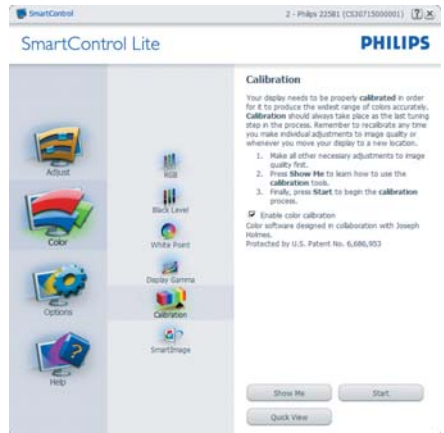 SmartControl
2 - Philips 225B1 (CS30715000001)
SmartControl Lite
PHILIPS
Adjust
Color
Options
Help
RGB
Black Level
White Point
Display Gamma
Calibration
SmartImage
Calibration
Your display needs to be properly calibrated in order
for it to produce the widest range of colors accurately.
Calibration should always take place as the last tuning
step in the process. Remember to recalibrate any time
you make individual adjustments to image quality or
whenever you move your display to a new location.
1. Make all other necessary adjustments to image
quality first.
2. Press Show Me to learn how to use the
calibration tools.
3. Finally, press Start to begin the calibration
process.
Enable color calibration
Color software designed in collaboration with Joseph
Holmes.
Protected by U.S. Patent No. 6,686,953
Show Me
Start
Quick View